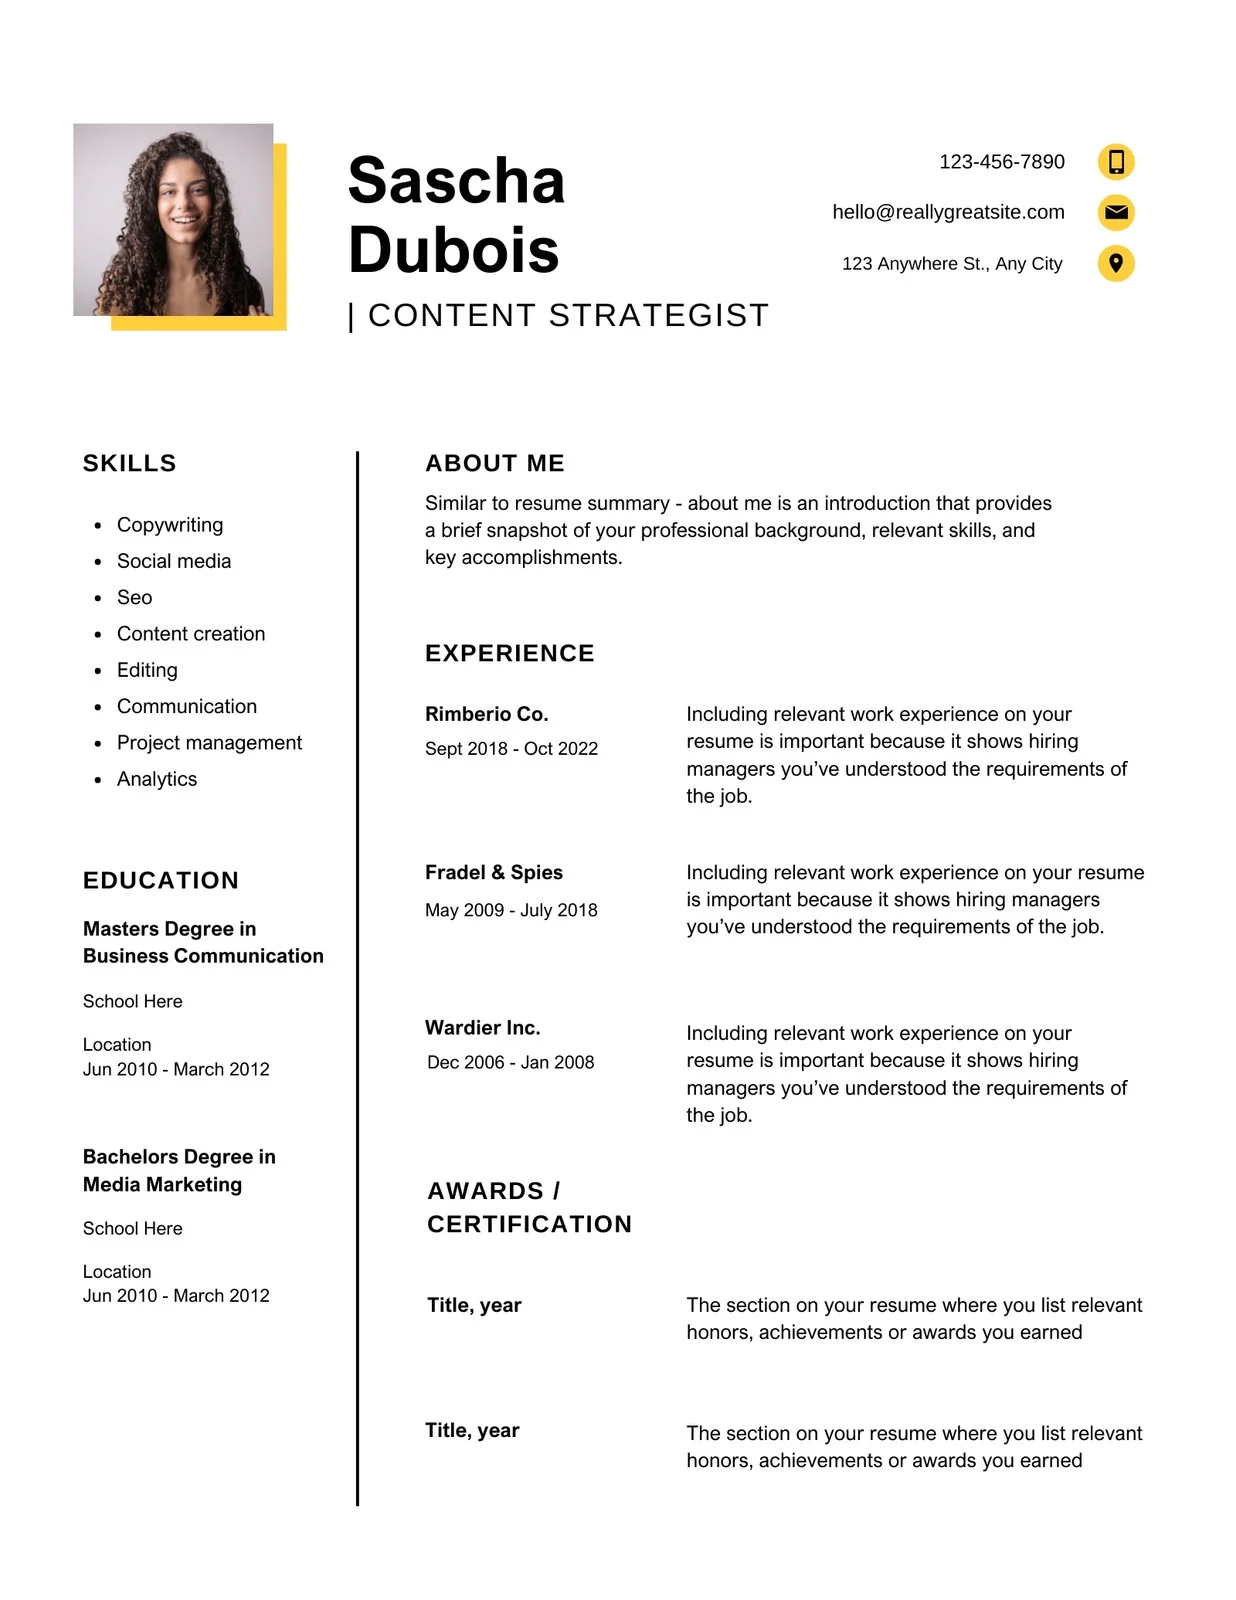 Sascha
Dubois
| CONTENT STRATEGIST
123-456-7890
hello@reallygreatsite.com
123 Anywhere St., Any City
SKILLS
• Copywriting
• Social media
• Seo
• Content creation
• Editing
• Communication
• Project management
• Analytics
EDUCATION
Masters Degree in
Business Communication
School Here
Location
Jun 2010 - March 2012
Bachelors Degree in
Media Marketing
School Here
Location
Jun 2010 - March 2012
ABOUT ME
Similar to resume summary - about me is an introduction that provides
a brief snapshot of your professional background, relevant skills, and
key accomplishments.
EXPERIENCE
Rimberio Co.
Sept 2018 - Oct 2022
Including relevant work experience on your
resume is important because it shows hiring
managers you’ve understood the requirements of
the job.
Fradel & Spies
May 2009 - July 2018
Including relevant work experience on your resume
is important because it shows hiring managers
you’ve understood the requirements of the job.
Wardier Inc.
Dec 2006 - Jan 2008
Including relevant work experience on your
resume is important because it shows hiring
managers you’ve understood the requirements of
the job.
AWARDS /
CERTIFICATION
Title, year
The section on your resume where you list relevant
honors, achievements or awards you earned
Title, year
The section on your resume where you list relevant
honors, achievements or awards you earned